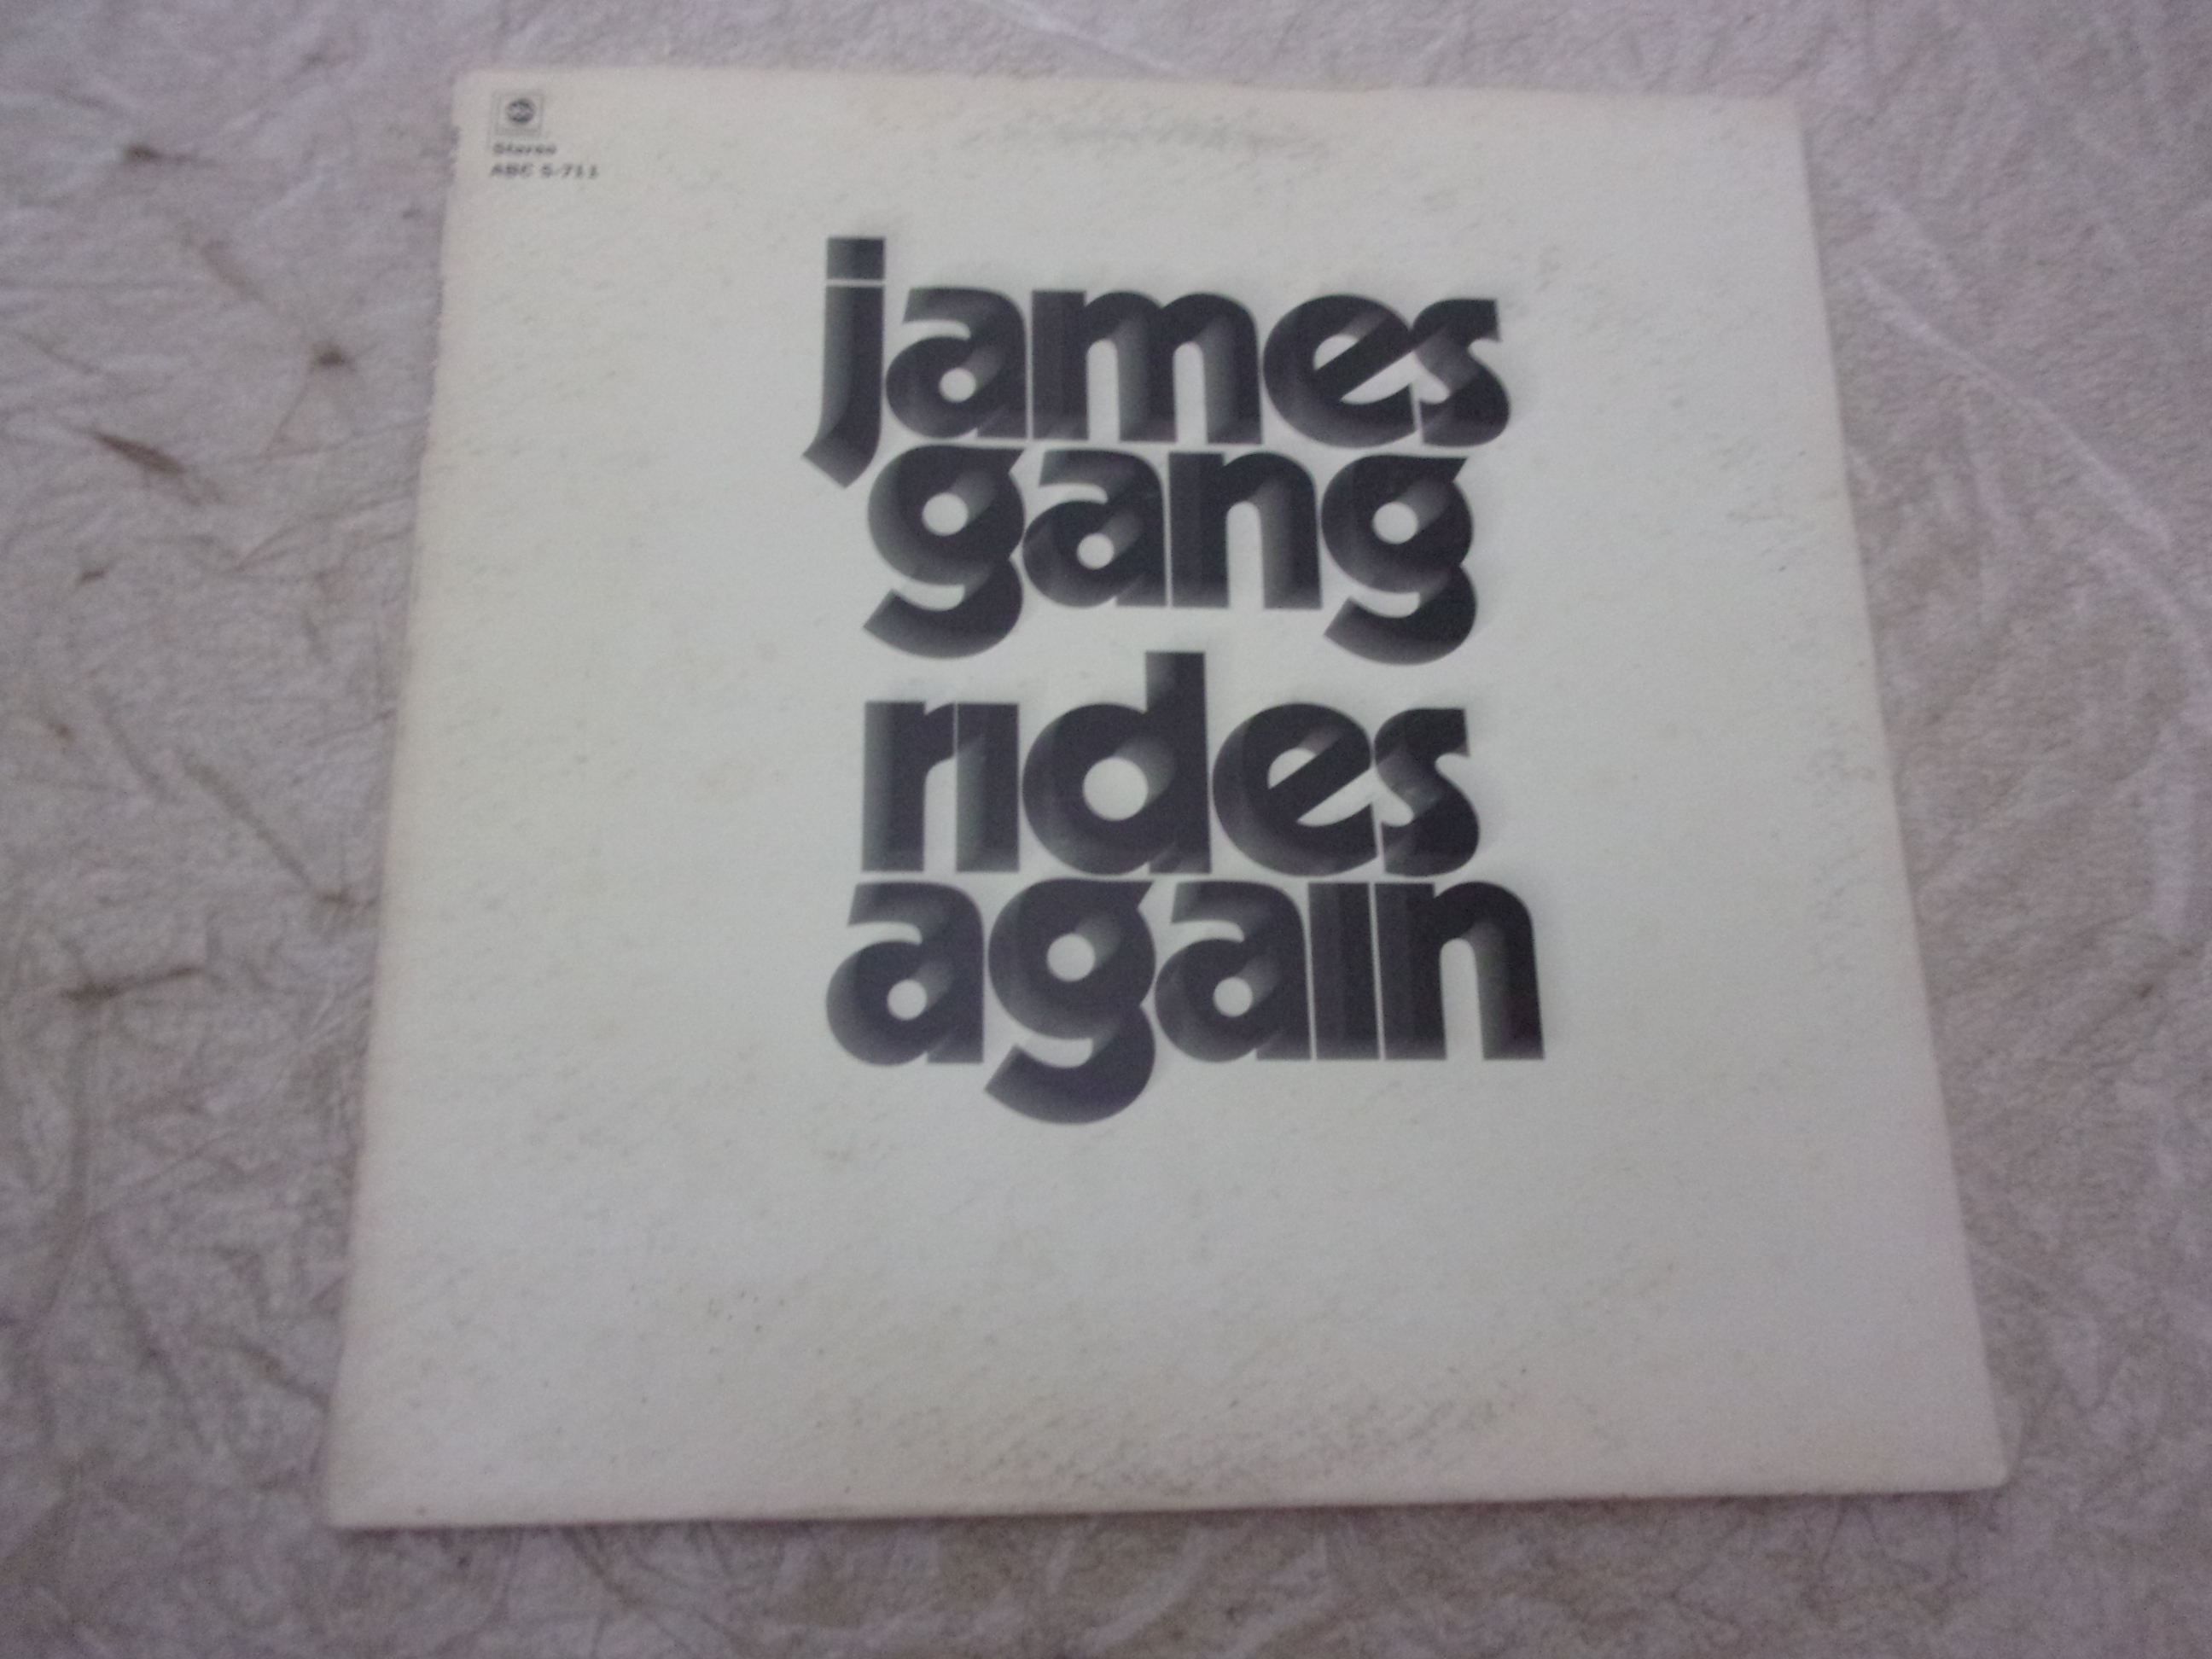 Stereo
ABC S-711
james
gang
rides
again